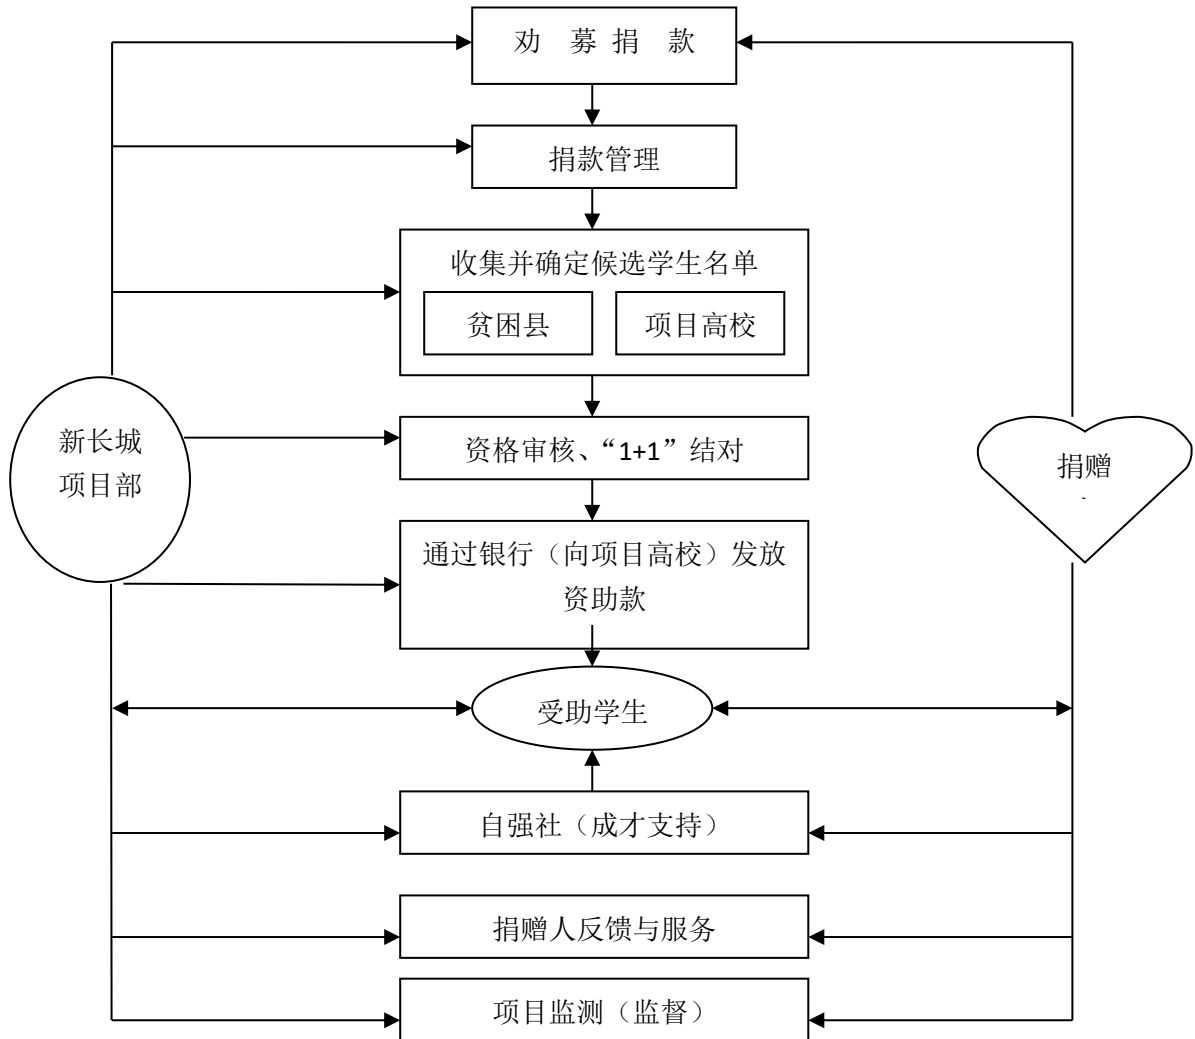 劝 募 捐 款
捐款管理
收集并确定候选学生名单
贫困县
项目高校
新长城
项目部
资格审核、“1+1”结对
捐赠
通过银行（向项目高校）发放
资助款
受助学生
自强社（成才支持）
捐赠人反馈与服务
项目监测（监督）